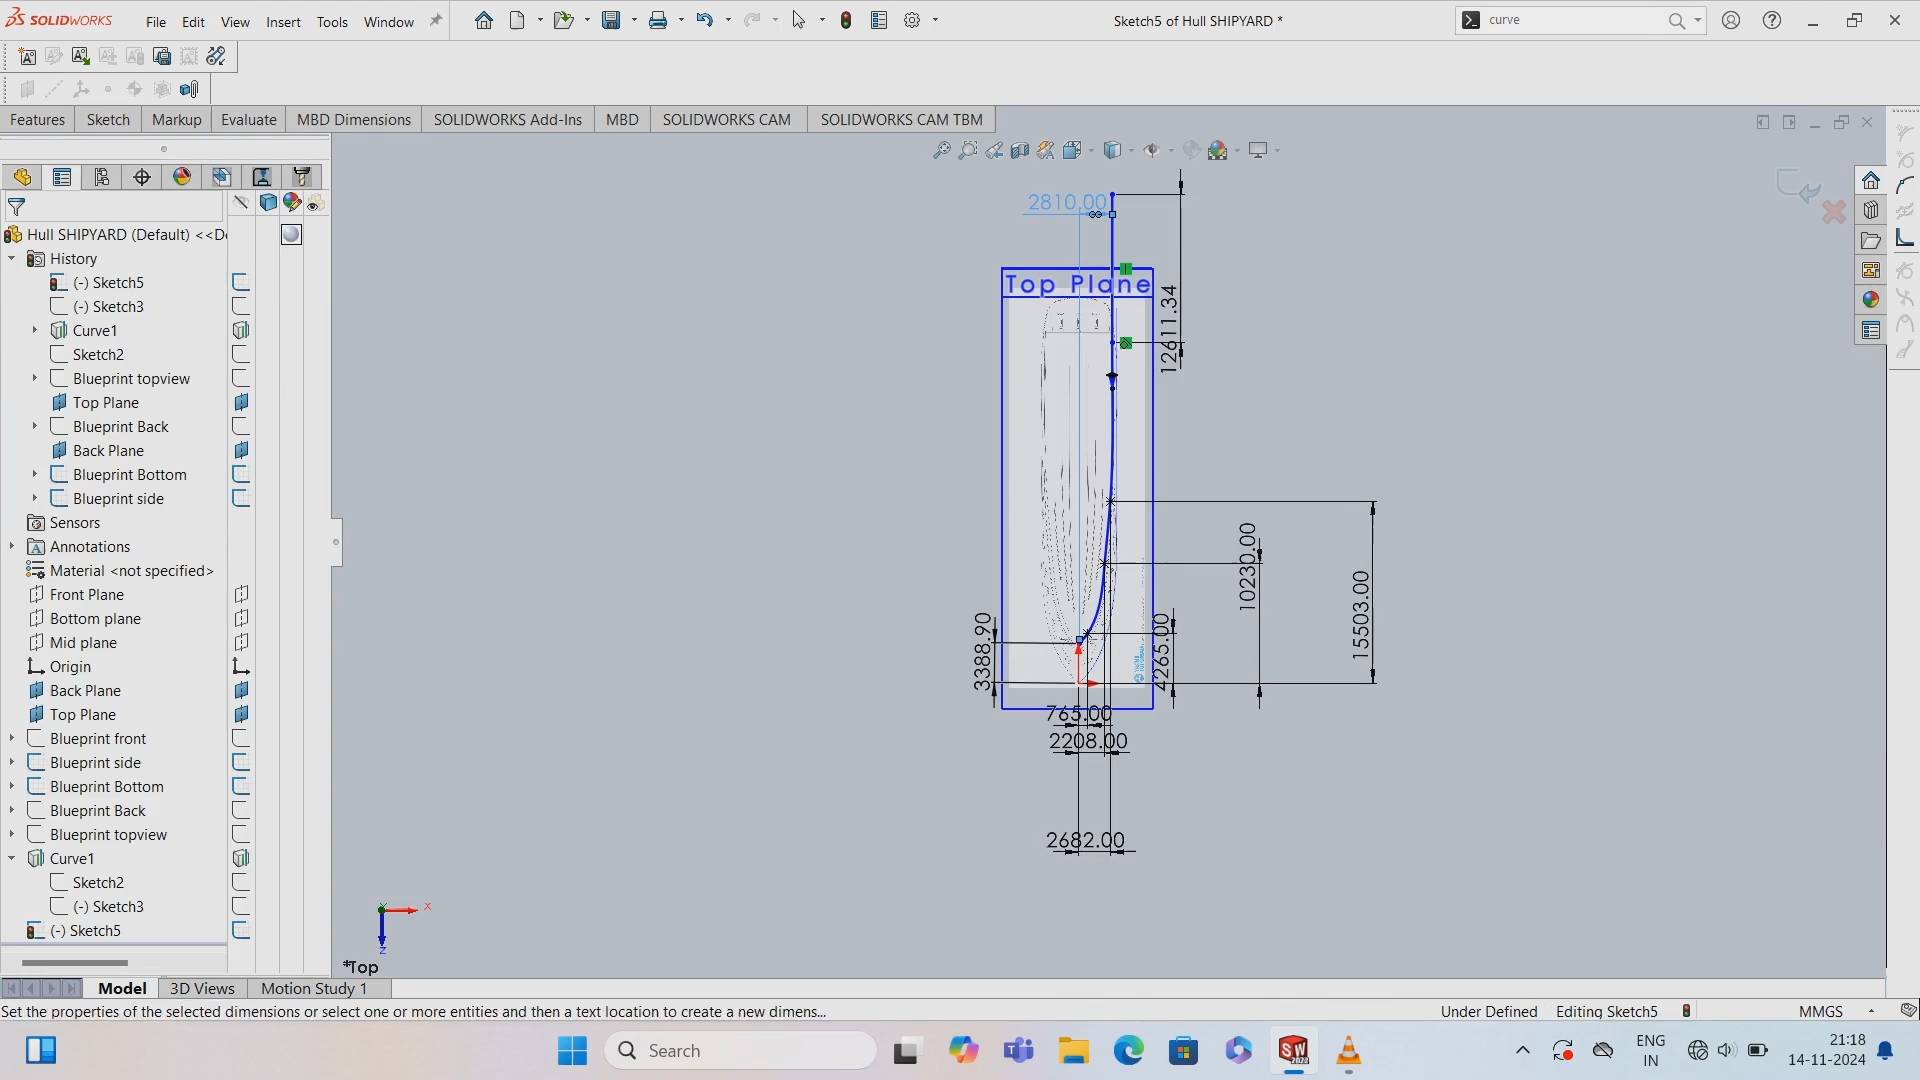 SOLIDWORKS File Edit View Insert Tools Window
Sketch5 of Hull SHIPYARD *
curve
Features Sketch Markup Evaluate MBD Dimensions SOLIDWORKS Add-Ins MBD SOLIDWORKS CAM SOLIDWORKS CAM TBM
Hull SHIPYARD (Default) <<De
History
(-) Sketch5
(-) Sketch3
Curve1
Sketch2
Blueprint topview
Top Plane
Blueprint Back
Back Plane
Blueprint Bottom
Blueprint side
Sensors
Annotations
Material <not specified>
Front Plane
Bottom plane
Mid plane
Origin
Back Plane
Top Plane
Blueprint front
Blueprint side
Blueprint Bottom
Blueprint Back
Blueprint topview
Curve1
Sketch2
(-) Sketch3
(-) Sketch5
2810.00
Top Plane
12611.34
10230.00
15503.00
3388.90
4265.00
765.00
2208.00
2682.00
X
Z
*Top
Model 3D Views Motion Study 1
Set the properties of the selected dimensions or select one or more entities and then a text location to create a new dimens...
Under Defined Editing Sketch5 MMGS
Search
SW
2022
ENG
IN
21:18
14-11-2024